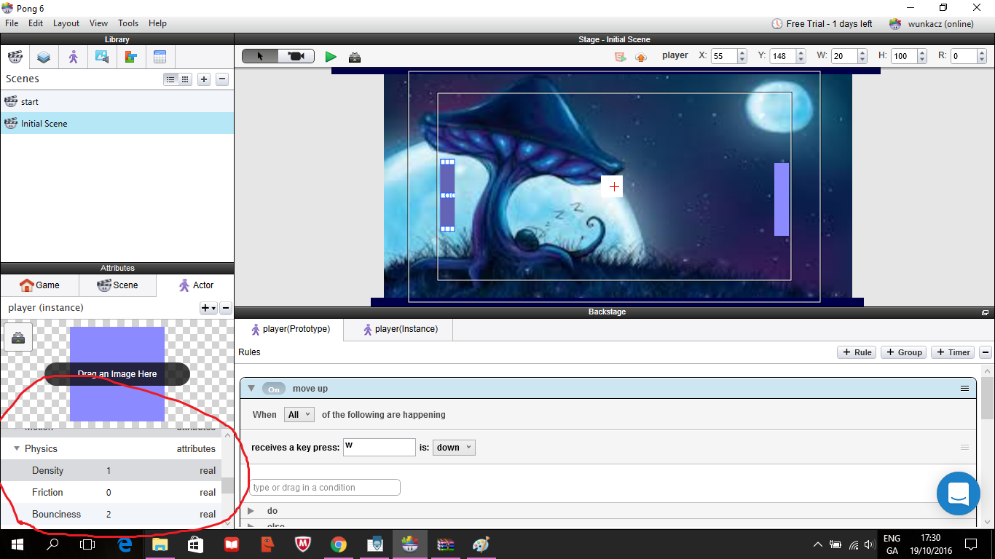 Pong 6
File Edit Layout View Tools Help
Free Trial - 1 days left wunkacz (online)
Library
Stage - Initial Scene
player X: 55 Y: 148 W: 20 H: 100 R: 0
Scenes
start
Initial Scene
z z z
Attributes
Game Scene Actor
player (instance)
Drag an Image Here
Physics attributes
Density 1 real
Friction 0 real
Bounciness 2 real
Backstage
player(Prototype) player(Instance)
Rules + Rule + Group + Timer
On move up
When All of the following are happening
receives a key press: w is: down
type or drag in a condition
do
else
ENG
GA
17:30
19/10/2016